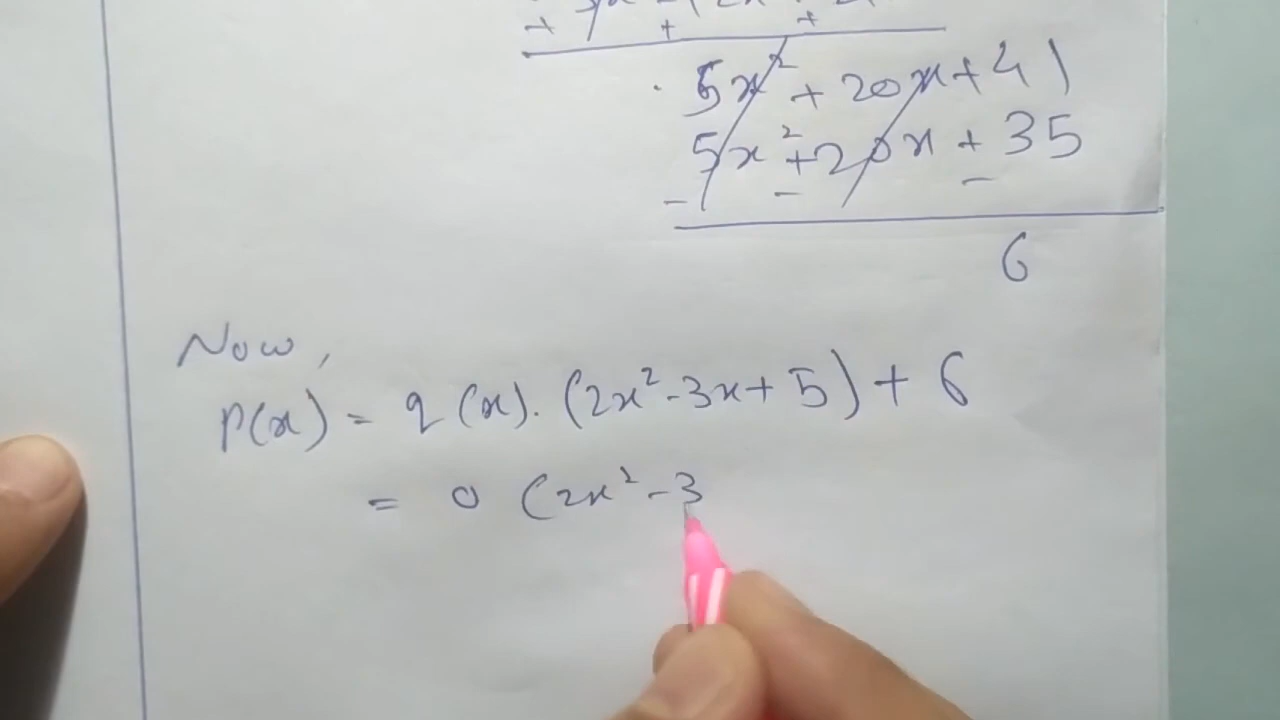 5x² + 20x + 41
5x² + 20x + 35
- - -
6
Now,
P(x) = q(x). (2x² - 3x + 5) + 6
= 0 (2x² - 3